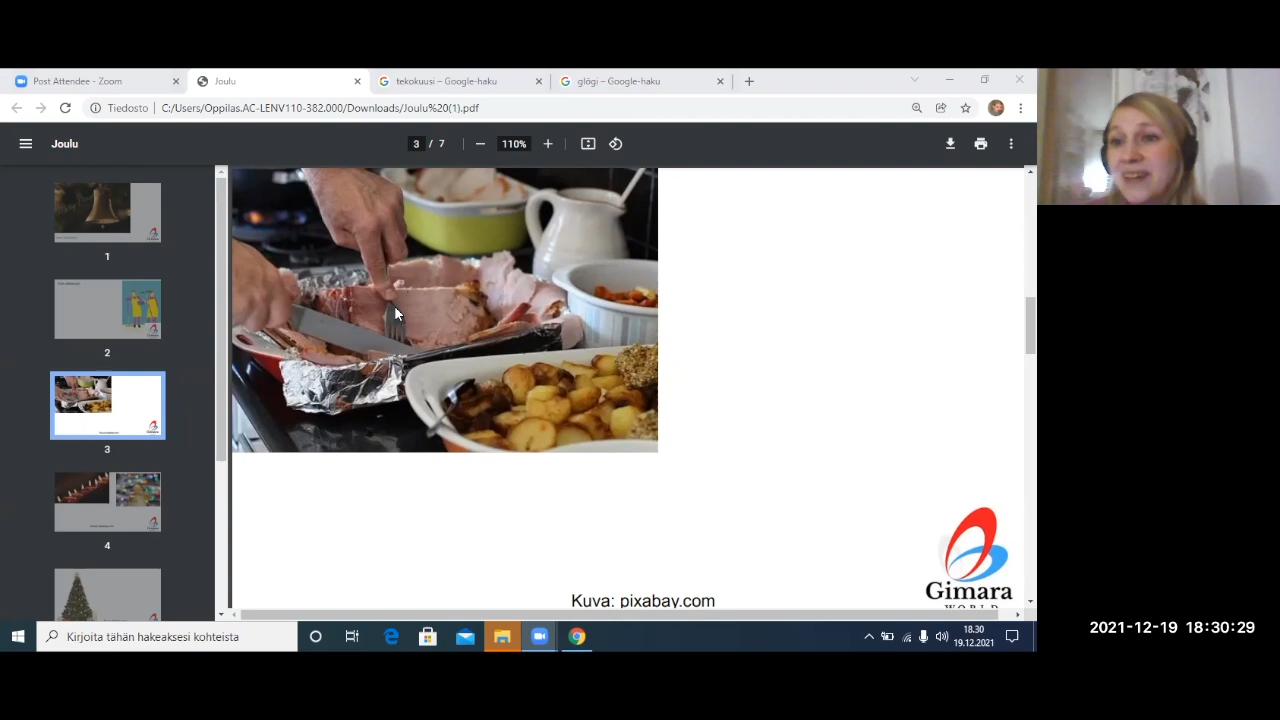 Post Attendee - Zoom
Joulu
tekokuusi – Google-haku
glögi – Google-haku
Tiedosto
C:/Users/Oppilas.AC-LENV110-382.000/Downloads/Joulu%20(1).pdf
Joulu
3 / 7
110%
1
2
3
4
Gimara
WORLD
Kuva: pixabay.com
Kirjoita tähän hakeaksesi kohteista
18.30
19.12.2021
2021-12-19 18:30:29